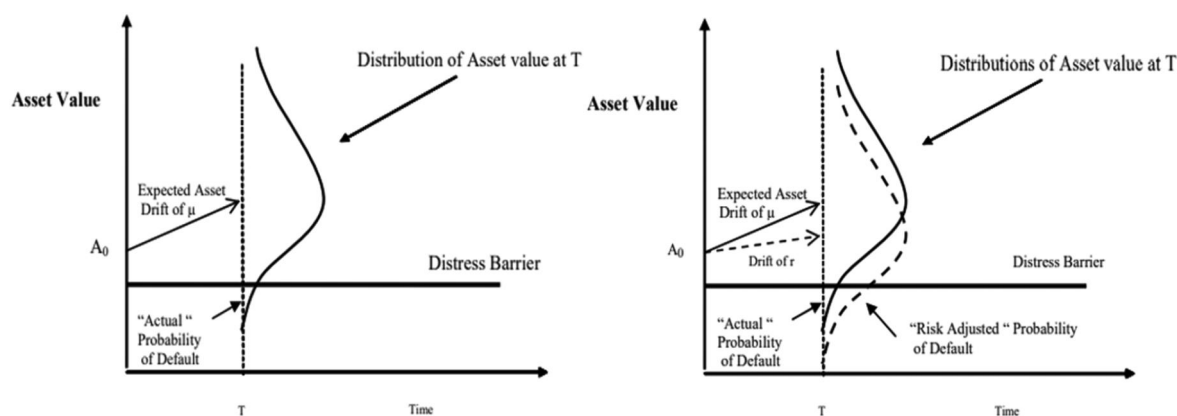 Distribution of Asset value at T
Asset Value
Expected Asset
Drift of μ
A0
Distress Barrier
“Actual “
Probability
of Default
T
Time
Distributions of Asset value at T
Asset Value
Expected Asset
Drift of μ
A0
Drift of r
Distress Barrier
“Actual “
Probability
of Default
“Risk Adjusted “ Probability
of Default
T
Time